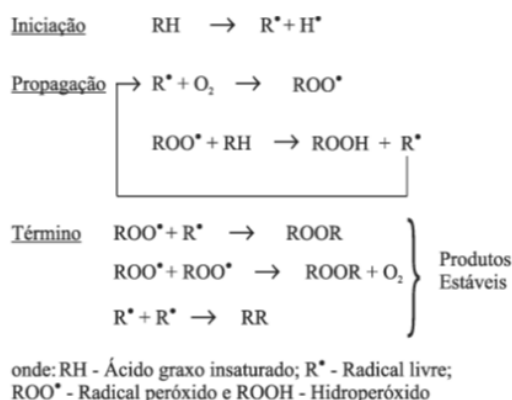 Iniciação RH → R• + H•
Propagação → R• + O₂ → ROO•
ROO• + RH → ROOH + R•
Término ROO• + R• → ROOR
ROO• + ROO• → ROOR + O₂
R• + R• → RR
Produtos
Estáveis
onde: RH - Ácido graxo insaturado; R• - Radical livre;
ROO• - Radical peróxido e ROOH - Hidroperóxido